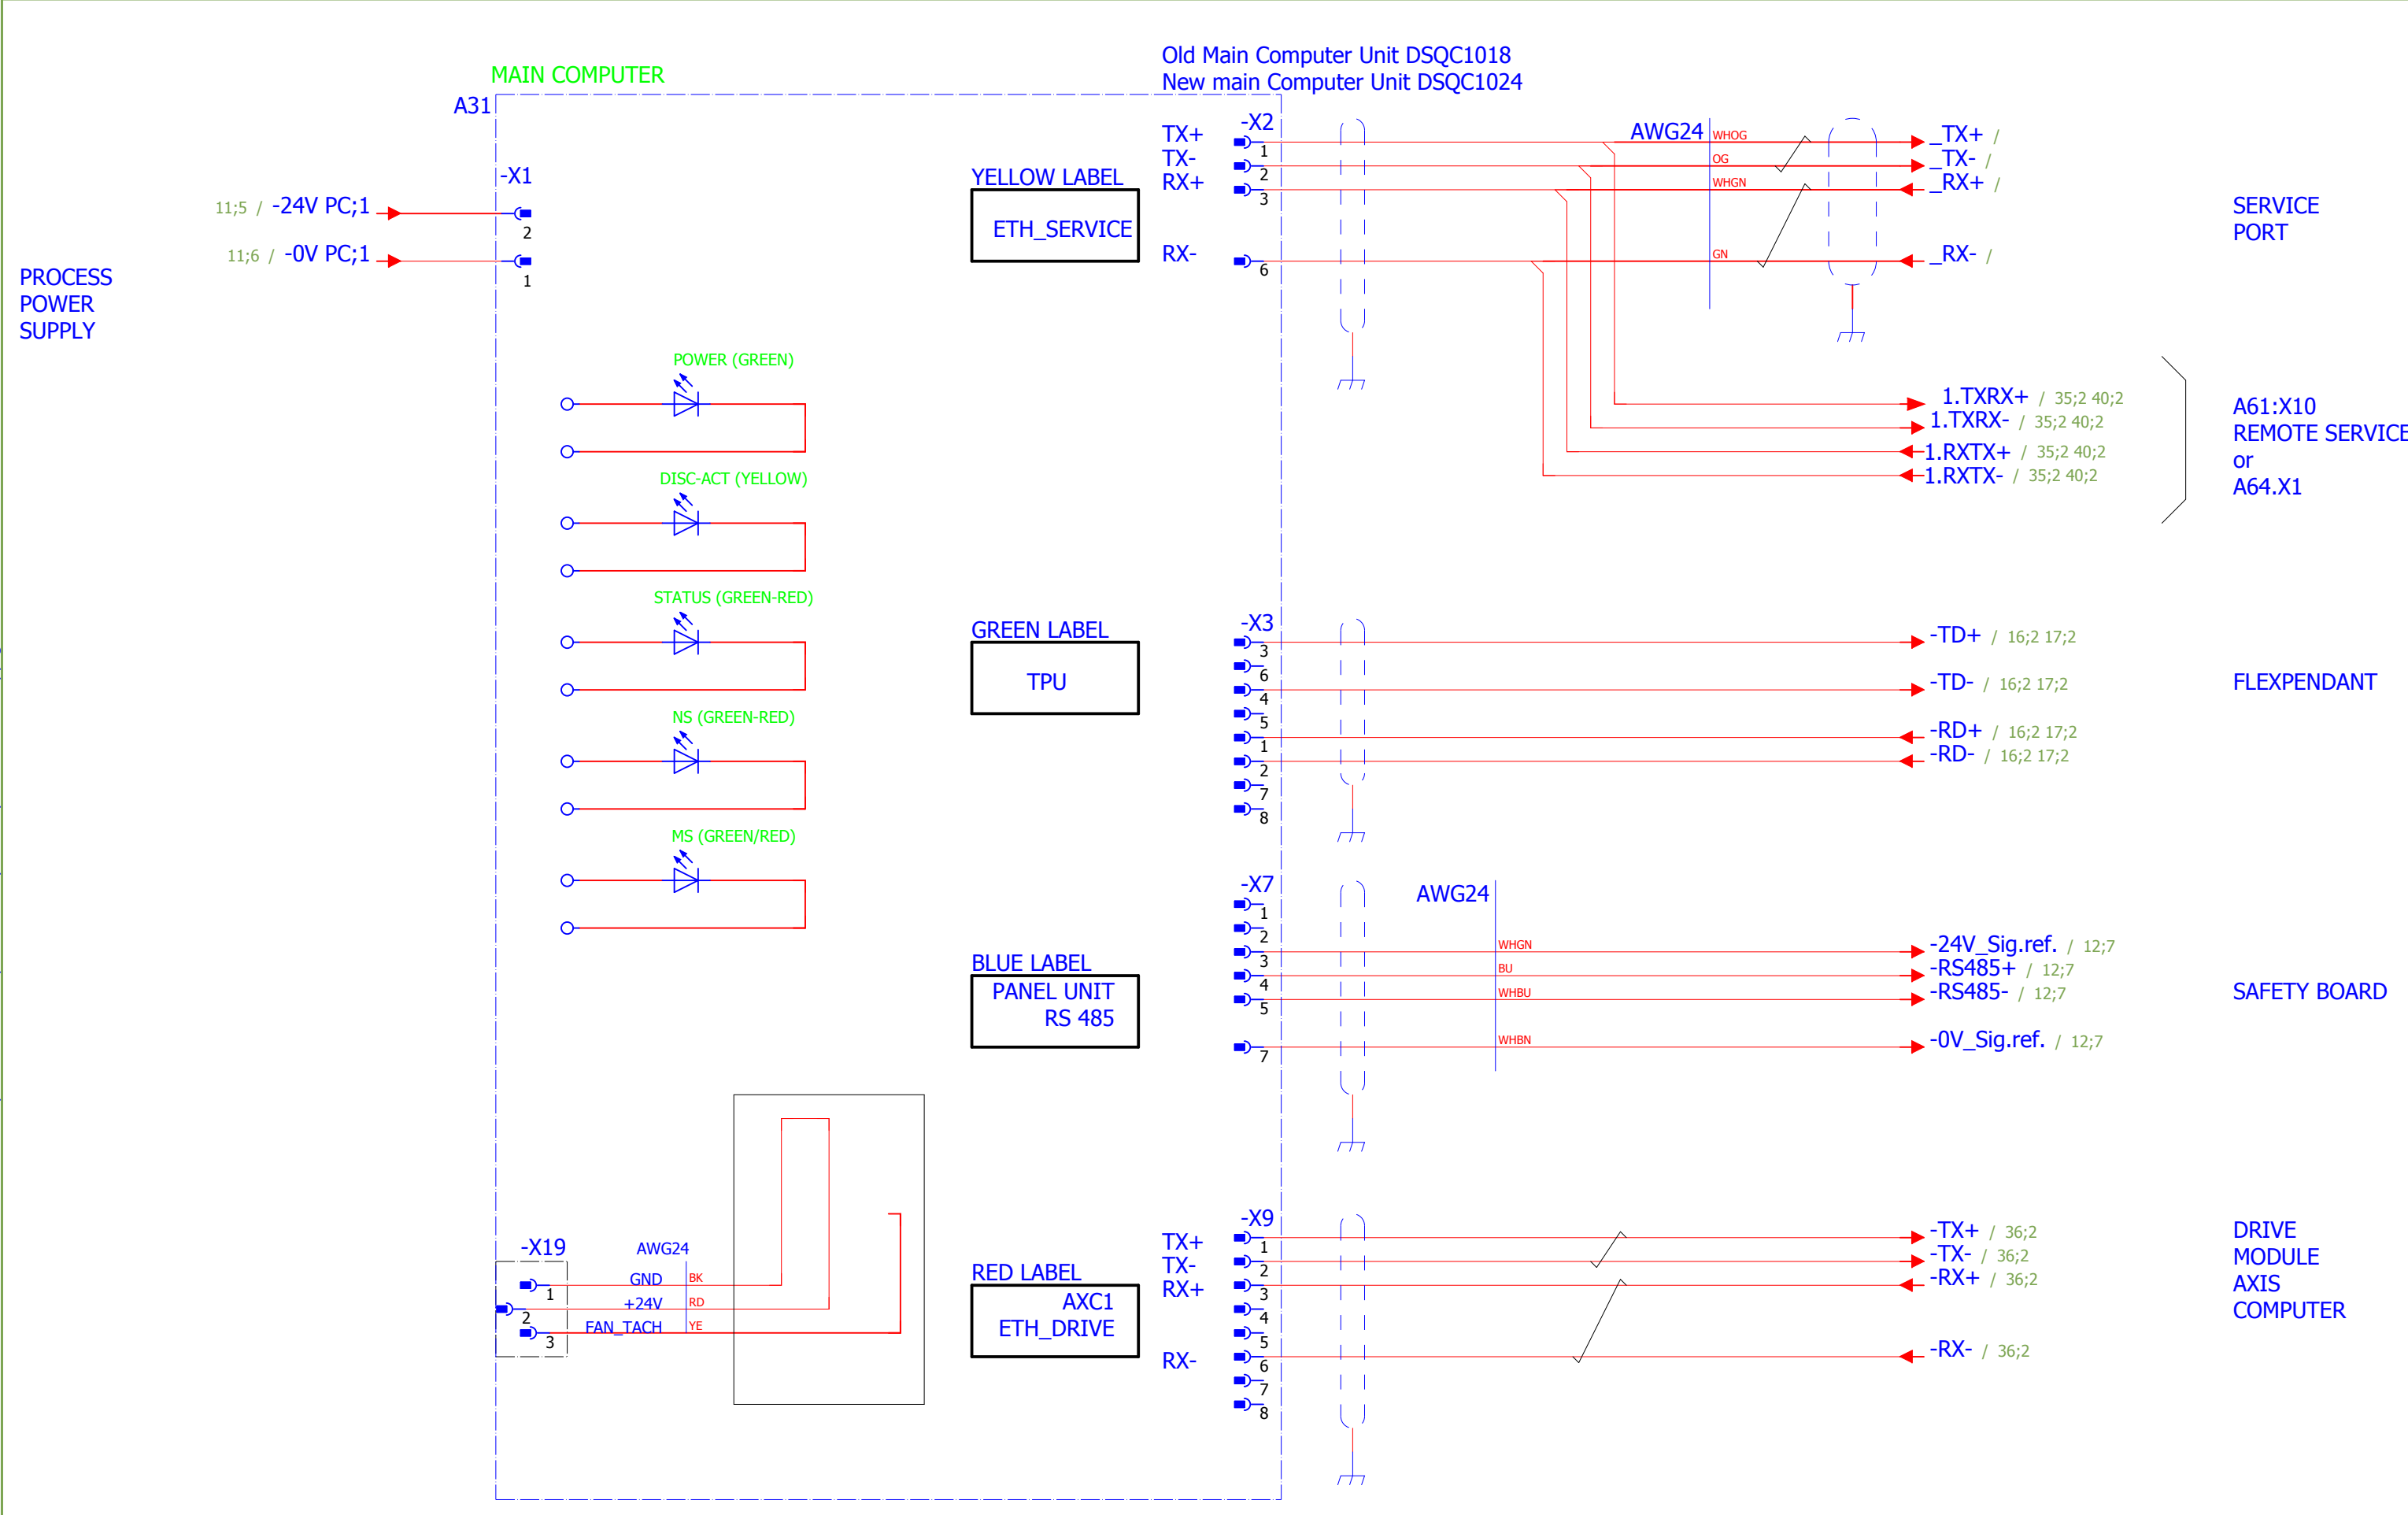 Old Main Computer Unit DSQC1018
New main Computer Unit DSQC1024
MAIN COMPUTER
A31
-X1
11;5 / -24V PC;1
2
11;6 / -0V PC;1
1
PROCESS
POWER
SUPPLY
YELLOW LABEL
ETH_SERVICE
-X2
TX+
1
TX-
2
RX+
3
RX-
6
AWG24
WHOG
OG
WHGN
GN
_TX+ /
_TX- /
_RX+ /
_RX- /
SERVICE
PORT
1.TXRX+ / 35;2 40;2
1.TXRX- / 35;2 40;2
1.RXTX+ / 35;2 40;2
1.RXTX- / 35;2 40;2
A61:X10
REMOTE SERVICE
or
A64.X1
POWER (GREEN)
DISC-ACT (YELLOW)
STATUS (GREEN-RED)
NS (GREEN-RED)
MS (GREEN/RED)
GREEN LABEL
TPU
-X3
3
6
4
5
1
2
7
8
-TD+ / 16;2 17;2
-TD- / 16;2 17;2
-RD+ / 16;2 17;2
-RD- / 16;2 17;2
FLEXPENDANT
BLUE LABEL
PANEL UNIT
RS 485
-X7
1
2
3
4
5
7
AWG24
WHGN
BU
WHBU
WHBN
-24V_Sig.ref. / 12;7
-RS485+ / 12;7
-RS485- / 12;7
-0V_Sig.ref. / 12;7
SAFETY BOARD
-X19
AWG24
GND
BK
1
+24V
RD
2
FAN_TACH
YE
3
RED LABEL
AXC1
ETH_DRIVE
-X9
TX+
1
TX-
2
RX+
3
4
5
RX-
6
7
8
-TX+ / 36;2
-TX- / 36;2
-RX+ / 36;2
-RX- / 36;2
DRIVE
MODULE
AXIS
COMPUTER